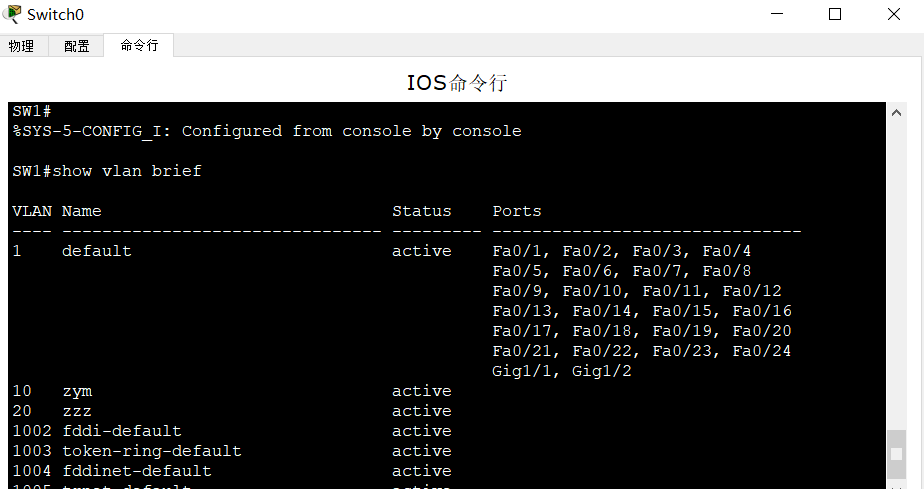 Switch0
物理 配置 命令行
IOS命令行
SW1#
%SYS-5-CONFIG_I: Configured from console by console
SW1#show vlan brief
VLAN Name                             Status    Ports
---- -------------------------------- --------- -------------------------------
1    default                          active    Fa0/1, Fa0/2, Fa0/3, Fa0/4
                                                Fa0/5, Fa0/6, Fa0/7, Fa0/8
                                                Fa0/9, Fa0/10, Fa0/11, Fa0/12
                                                Fa0/13, Fa0/14, Fa0/15, Fa0/16
                                                Fa0/17, Fa0/18, Fa0/19, Fa0/20
                                                Fa0/21, Fa0/22, Fa0/23, Fa0/24
                                                Gig1/1, Gig1/2
10   zym                              active
20   zzz                              active
1002 fddi-default                     active
1003 token-ring-default               active
1004 fddinet-default                  active
1005 trnet-default                    active